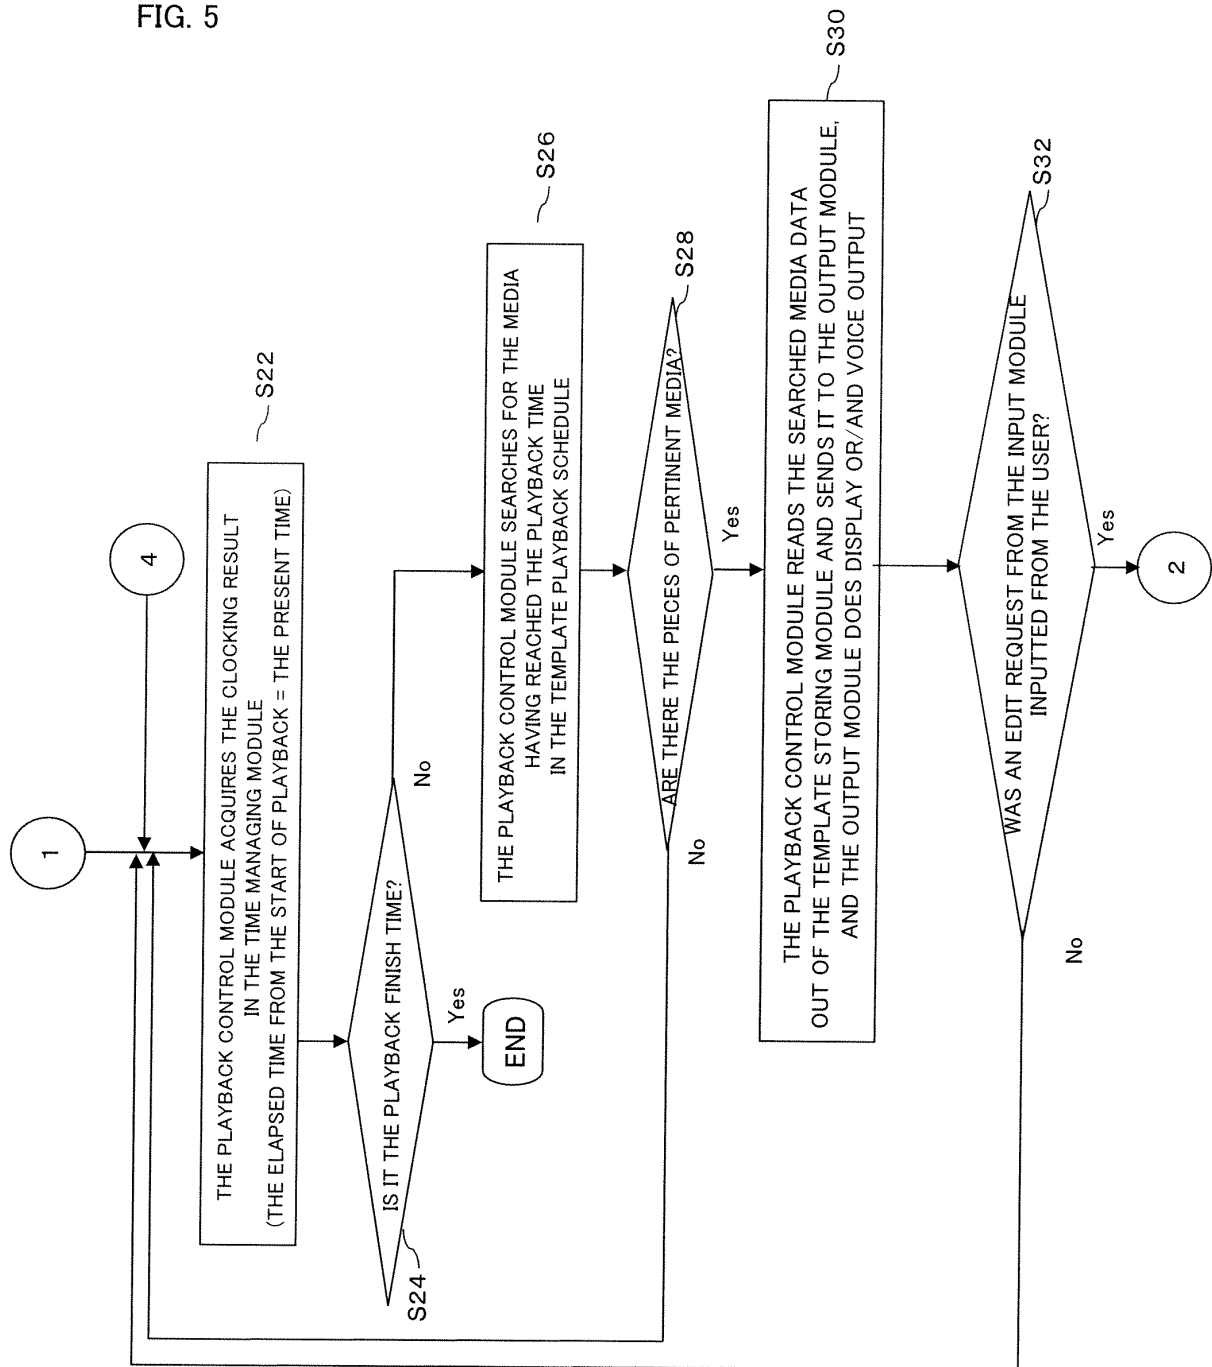 FIG. 5
1
4
S22
THE PLAYBACK CONTROL MODULE ACQUIRES THE CLOCKING RESULT
IN THE TIME MANAGING MODULE
(THE ELAPSED TIME FROM THE START OF PLAYBACK = THE PRESENT TIME)
S24
IS IT THE PLAYBACK FINISH TIME?
Yes
No
END
S26
THE PLAYBACK CONTROL MODULE SEARCHES FOR THE MEDIA
HAVING REACHED THE PLAYBACK TIME
IN THE TEMPLATE PLAYBACK SCHEDULE
S28
ARE THERE THE PIECES OF PERTINENT MEDIA?
No
Yes
S30
THE PLAYBACK CONTROL MODULE READS THE SEARCHED MEDIA DATA
OUT OF THE TEMPLATE STORING MODULE AND SENDS IT TO THE OUTPUT MODULE,
AND THE OUTPUT MODULE DOES DISPLAY OR/AND VOICE OUTPUT
S32
WAS AN EDIT REQUEST FROM THE INPUT MODULE
INPUTTED FROM THE USER?
No
Yes
2